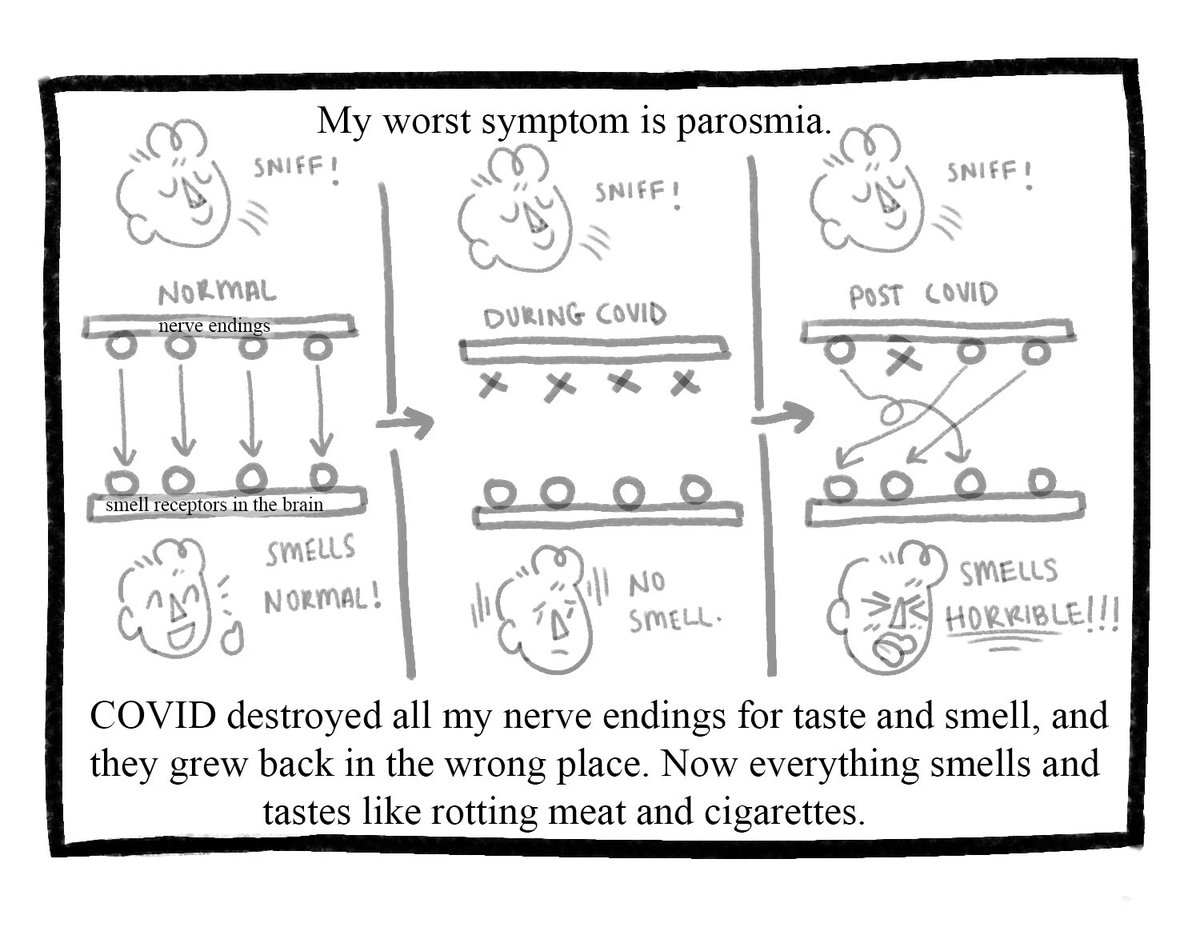 My worst symptom is parosmia.
SNIFF!
NORMAL
nerve endings
smell receptors in the brain
SMELLS
NORMAL!
SNIFF!
DURING COVID
NO
SMELL.
SNIFF!
POST COVID
SMELLS
HORRIBLE!!!
COVID destroyed all my nerve endings for taste and smell, and
they grew back in the wrong place. Now everything smells and
tastes like rotting meat and cigarettes.